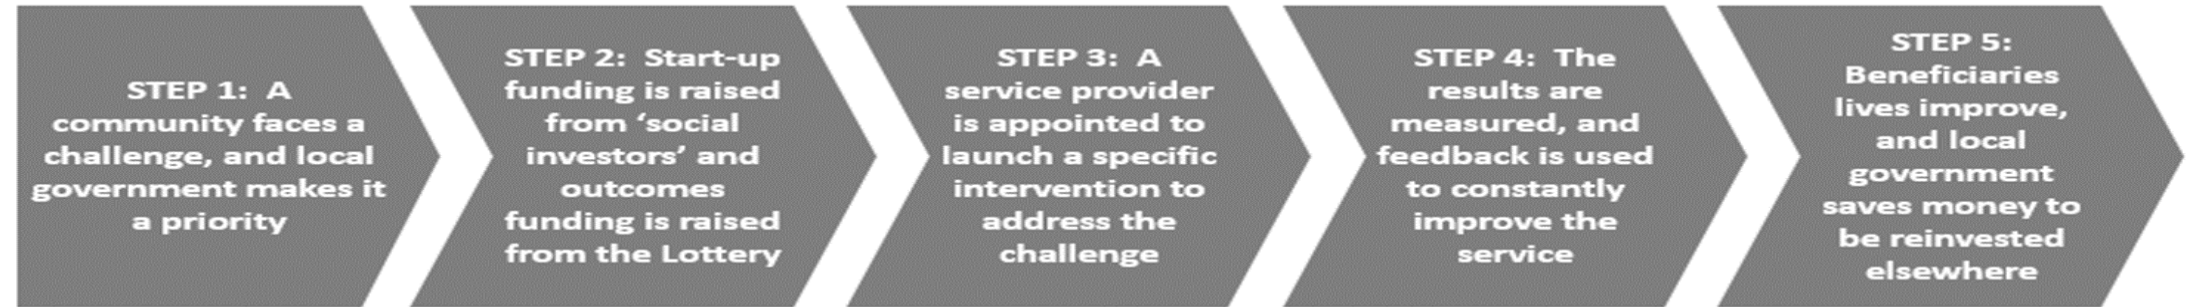 STEP 1:  A
community faces a
challenge, and local
government makes it
a priority
STEP 2:  Start-up
funding is raised
from ‘social
investors’ and
outcomes
funding is raised
from the Lottery
STEP 3:  A
service provider
is appointed to
launch a specific
intervention to
address the
challenge
STEP 4:  The
results are
measured, and
feedback is used
to constantly
improve the
service
STEP 5:
Beneficiaries
lives improve,
and local
government
saves money to
be reinvested
elsewhere